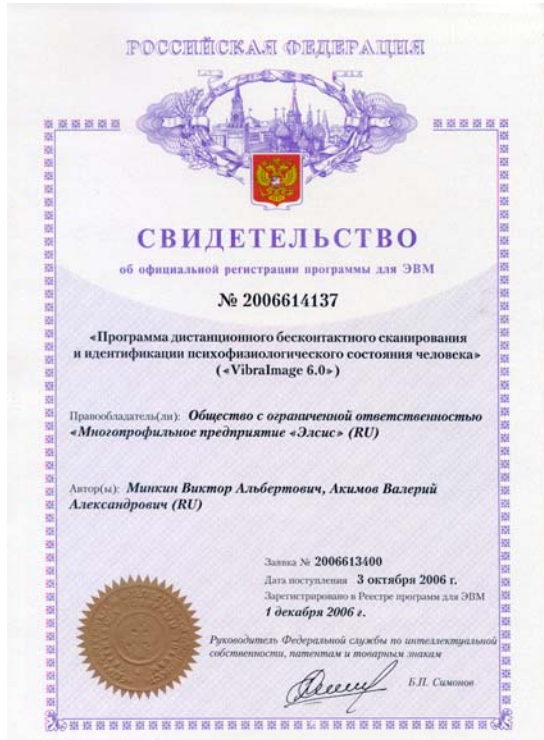 РОССИЙСКАЯ ФЕДЕРАЦИЯ
СВИДЕТЕЛЬСТВО
об официальной регистрации программы для ЭВМ
№ 2006614137
«Программа дистанционного бесконтактного сканирования
и идентификации психофизиологического состояния человека»
(«VibraImage 6.0»)
Правообладатель(ли): Общество с ограниченной ответственностью
«Многопрофильное предприятие «Элсис» (RU)
Автор(ы): Минкин Виктор Альбертович, Акимов Валерий
Александрович (RU)
Заявка № 2006613400
Дата поступления 3 октября 2006 г.
Зарегистрировано в Реестре программ для ЭВМ
1 декабря 2006 г.
Руководитель Федеральной службы по интеллектуальной
собственности, патентам и товарным знакам
Б.П. Симонов